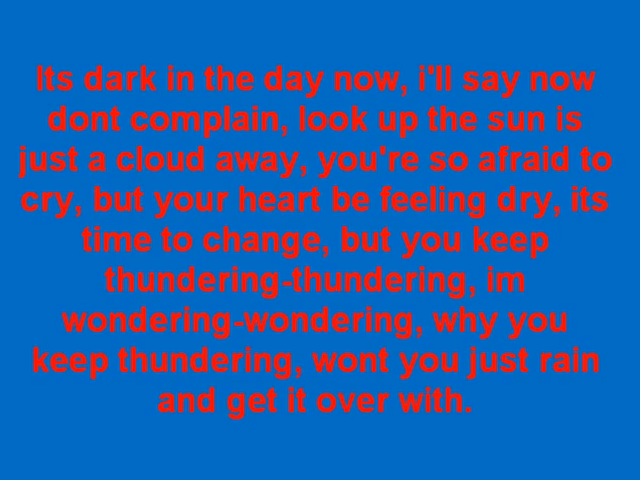 Its dark in the day now, i'll say now
dont complain, look up the sun is
just a cloud away, you're so afraid to
cry, but your heart be feeling dry, its
time to change, but you keep
thundering-thundering, im
wondering-wondering, why you
keep thundering, wont you just rain
and get it over with.